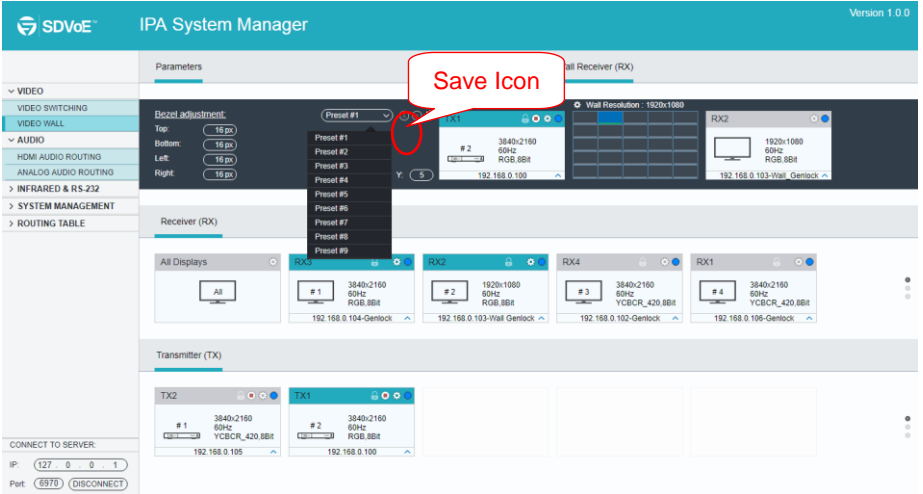 Version 1.0.0
SDVoE™
IPA System Manager
Parameters
all Receiver (RX)
Save Icon
VIDEO
VIDEO SWITCHING
VIDEO WALL
AUDIO
HDMI AUDIO ROUTING
ANALOG AUDIO ROUTING
INFRARED & RS-232
SYSTEM MANAGEMENT
ROUTING TABLE
Bezel adjustment:
Top: 16 px
Bottom: 16 px
Left: 16 px
Right: 16 px
Preset #1
Preset #1
Preset #2
Preset #3
Preset #4
Preset #5
Preset #6
Preset #7
Preset #8
Preset #9
Y: 5
TX1
# 2
3840x2160
60Hz
RGB,8Bit
192.168.0.100
Wall Resolution : 1920x1080
RX2
1920x1080
60Hz
RGB,8Bit
192.168.0.103-Wall_Genlock
Receiver (RX)
All Displays
All
RX3
# 1
3840x2160
60Hz
RGB,8Bit
192.168.0.104-Genlock
RX2
# 2
1920x1080
60Hz
RGB,8Bit
192.168.0.103-Wall Genlock
RX4
# 3
3840x2160
60Hz
YCBCR_420,8Bit
192.168.0.102-Genlock
RX1
# 4
3840x2160
60Hz
YCBCR_420,8Bit
192.168.0.106-Genlock
Transmitter (TX)
TX2
# 1
3840x2160
60Hz
YCBCR_420,8Bit
192.168.0.105
TX1
# 2
3840x2160
60Hz
RGB,8Bit
192.168.0.100
CONNECT TO SERVER:
IP: 127 . 0 . 0 . 1
Port: 6970 DISCONNECT